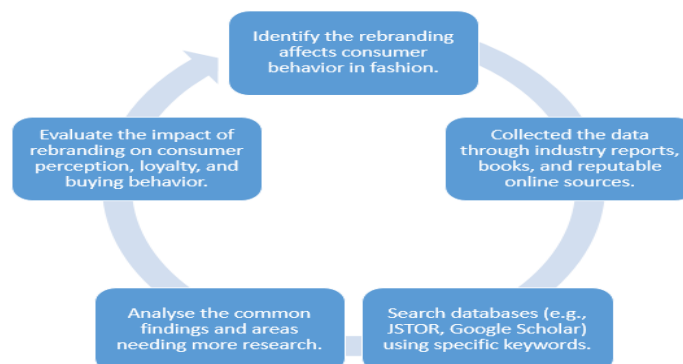 Identify the rebranding
affects consumer
behavior in fashion.
Collected the data
through industry reports,
books, and reputable
online sources.
Search databases (e.g.,
JSTOR, Google Scholar)
using specific keywords.
Analyse the common
findings and areas
needing more research.
Evaluate the impact of
rebranding on consumer
perception, loyalty, and
buying behavior.